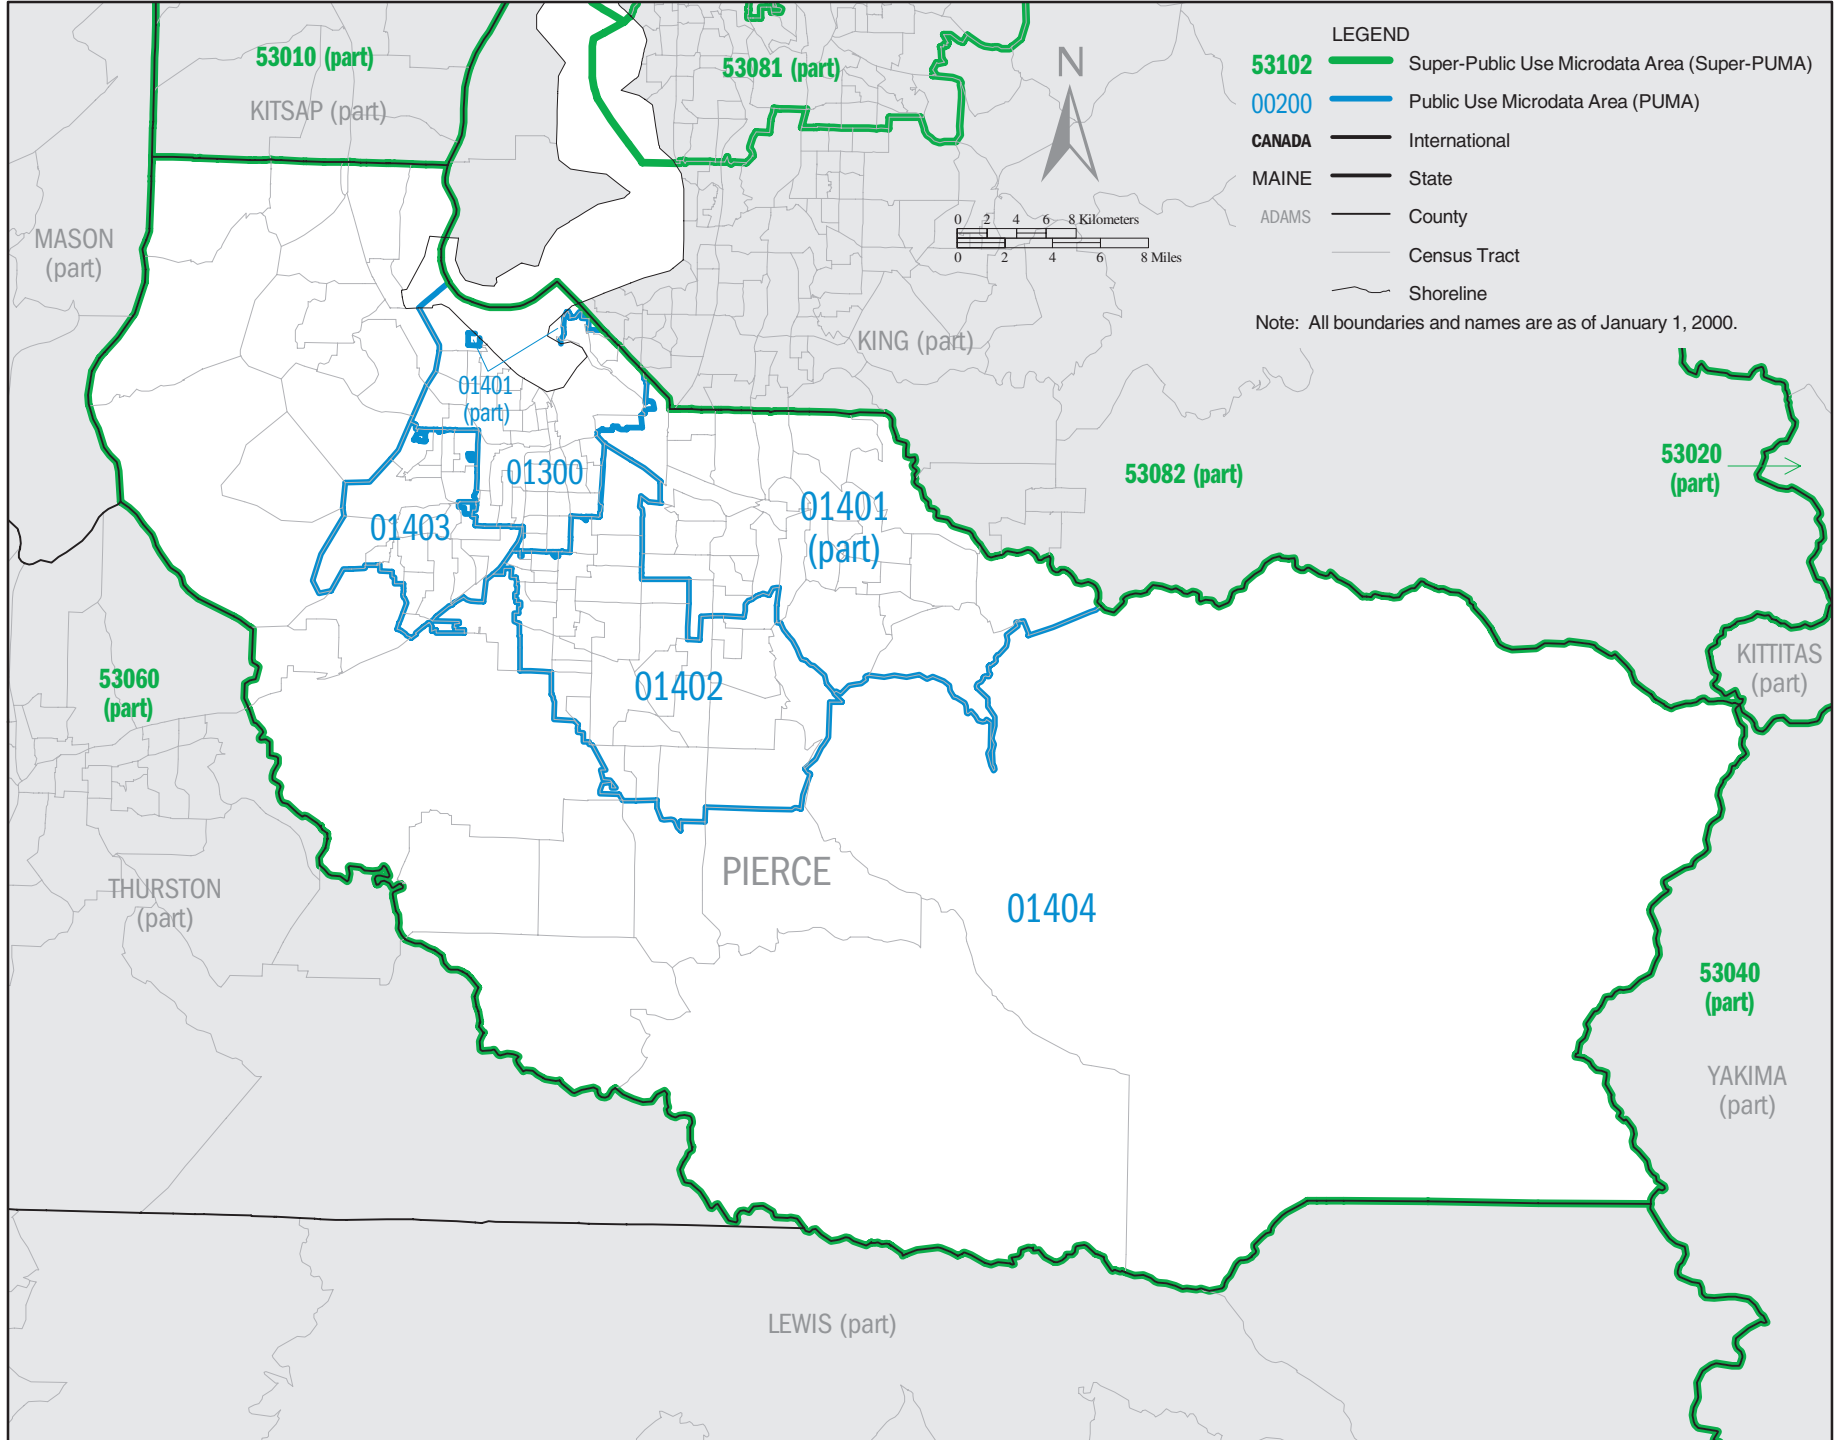 53010 (part)
KITSAP (part)
53081 (part)
N
LEGEND
53102 Super-Public Use Microdata Area (Super-PUMA)
00200 Public Use Microdata Area (PUMA)
CANADA International
MAINE State
ADAMS County
Census Tract
Shoreline
Note: All boundaries and names are as of January 1, 2000.
0 2 4 6 8 Kilometers
0 2 4 6 8 Miles
MASON
(part)
KING (part)
01401
(part)
01300
01403
01401
(part)
53082 (part)
53020
(part)
KITTITAS
(part)
53060
(part)
01402
PIERCE
01404
THURSTON
(part)
53040
(part)
YAKIMA
(part)
LEWIS (part)